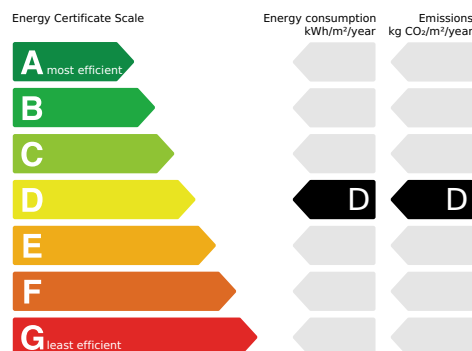 Energy Certificate Scale
Energy consumption
kWh/m²/year
Emissions
kg CO₂/m²/year
A most efficient
B
C
D D D
E
F
G least efficient